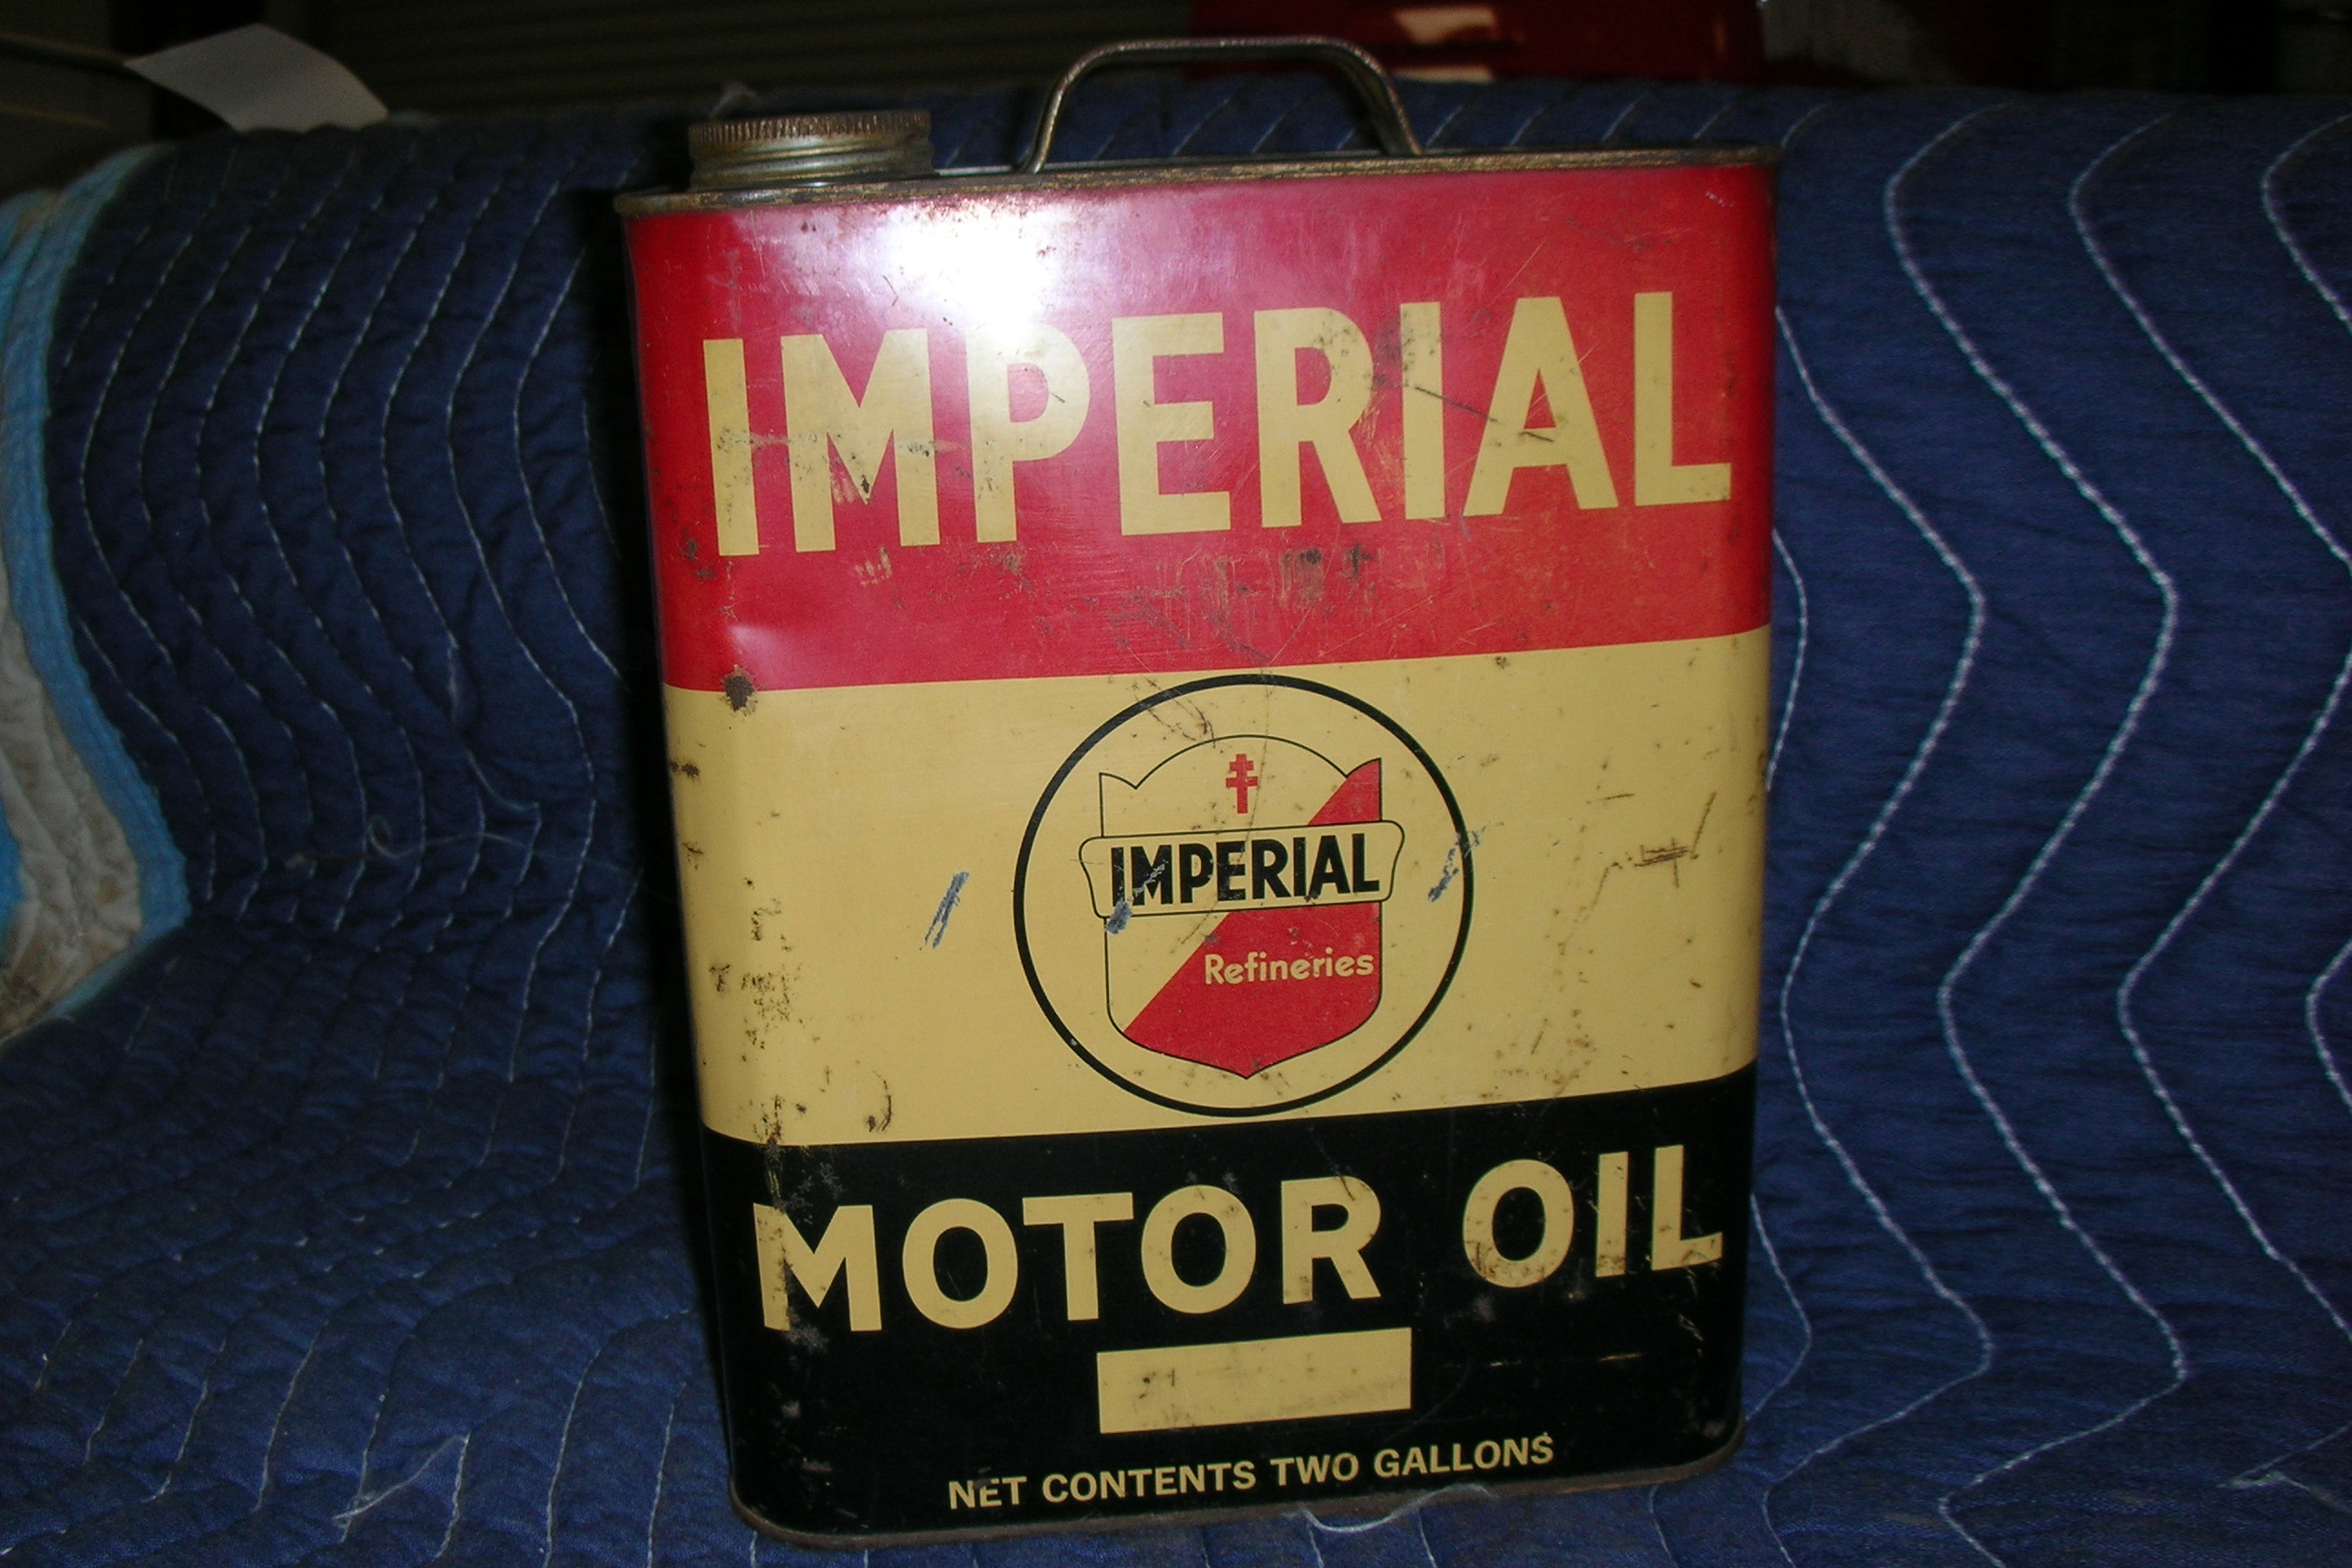 IMPERIAL
IMPERIAL
Refineries
MOTOR OIL
NET CONTENTS TWO GALLONS